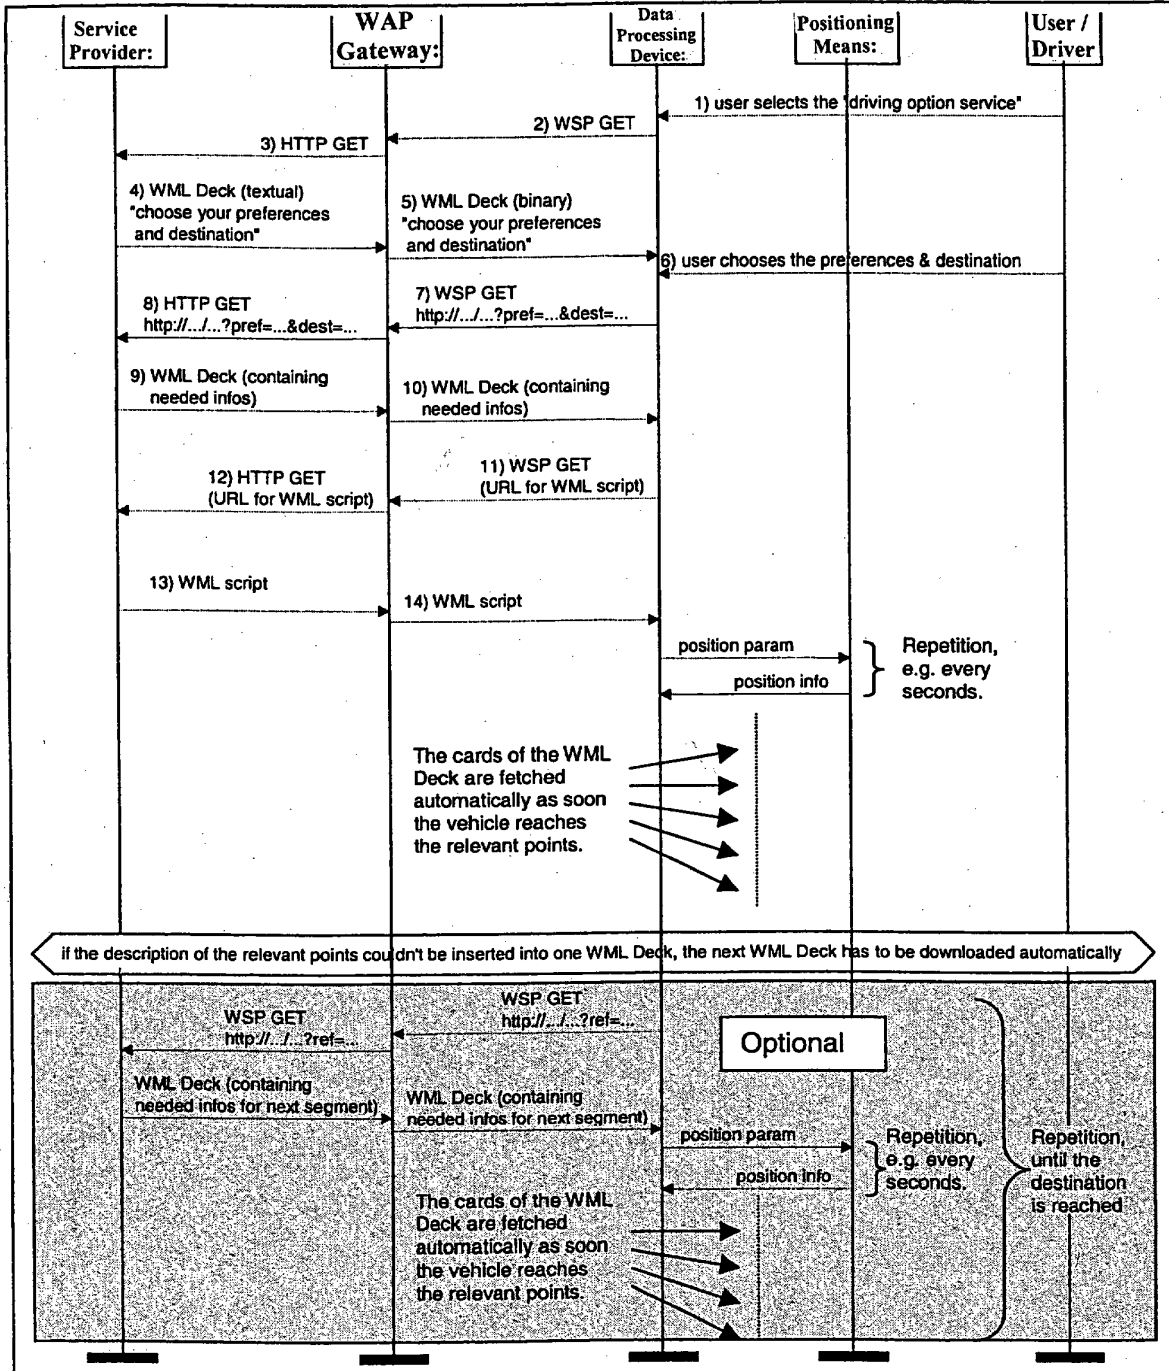 Service
Provider:
WAP
Gateway:
Data
Processing
Device:
Positioning
Means:
User /
Driver
1) user selects the "driving option service"
2) WSP GET
3) HTTP GET
4) WML Deck (textual)
"choose your preferences
and destination"
5) WML Deck (binary)
"choose your preferences
and destination"
6) user chooses the preferences & destination
7) WSP GET
http://.../...?pref=...&dest=...
8) HTTP GET
http://.../...?pref=...&dest=...
9) WML Deck (containing
needed infos)
10) WML Deck (containing
needed infos)
11) WSP GET
(URL for WML script)
12) HTTP GET
(URL for WML script)
13) WML script
14) WML script
position param
position info
Repetition,
e.g. every
seconds.
The cards of the WML
Deck are fetched
automatically as soon
the vehicle reaches
the relevant points.
if the description of the relevant points couldn't be inserted into one WML Deck, the next WML Deck has to be downloaded automatically
WSP GET
http://.../...?ref=...
WSP GET
http://.../...?ref=...
Optional
WML Deck (containing
needed infos for next segment)
WML Deck (containing
needed infos for next segment)
position param
position info
Repetition,
e.g. every
seconds.
Repetition,
until the
destination
is reached
The cards of the WML
Deck are fetched
automatically as soon
the vehicle reaches
the relevant points.